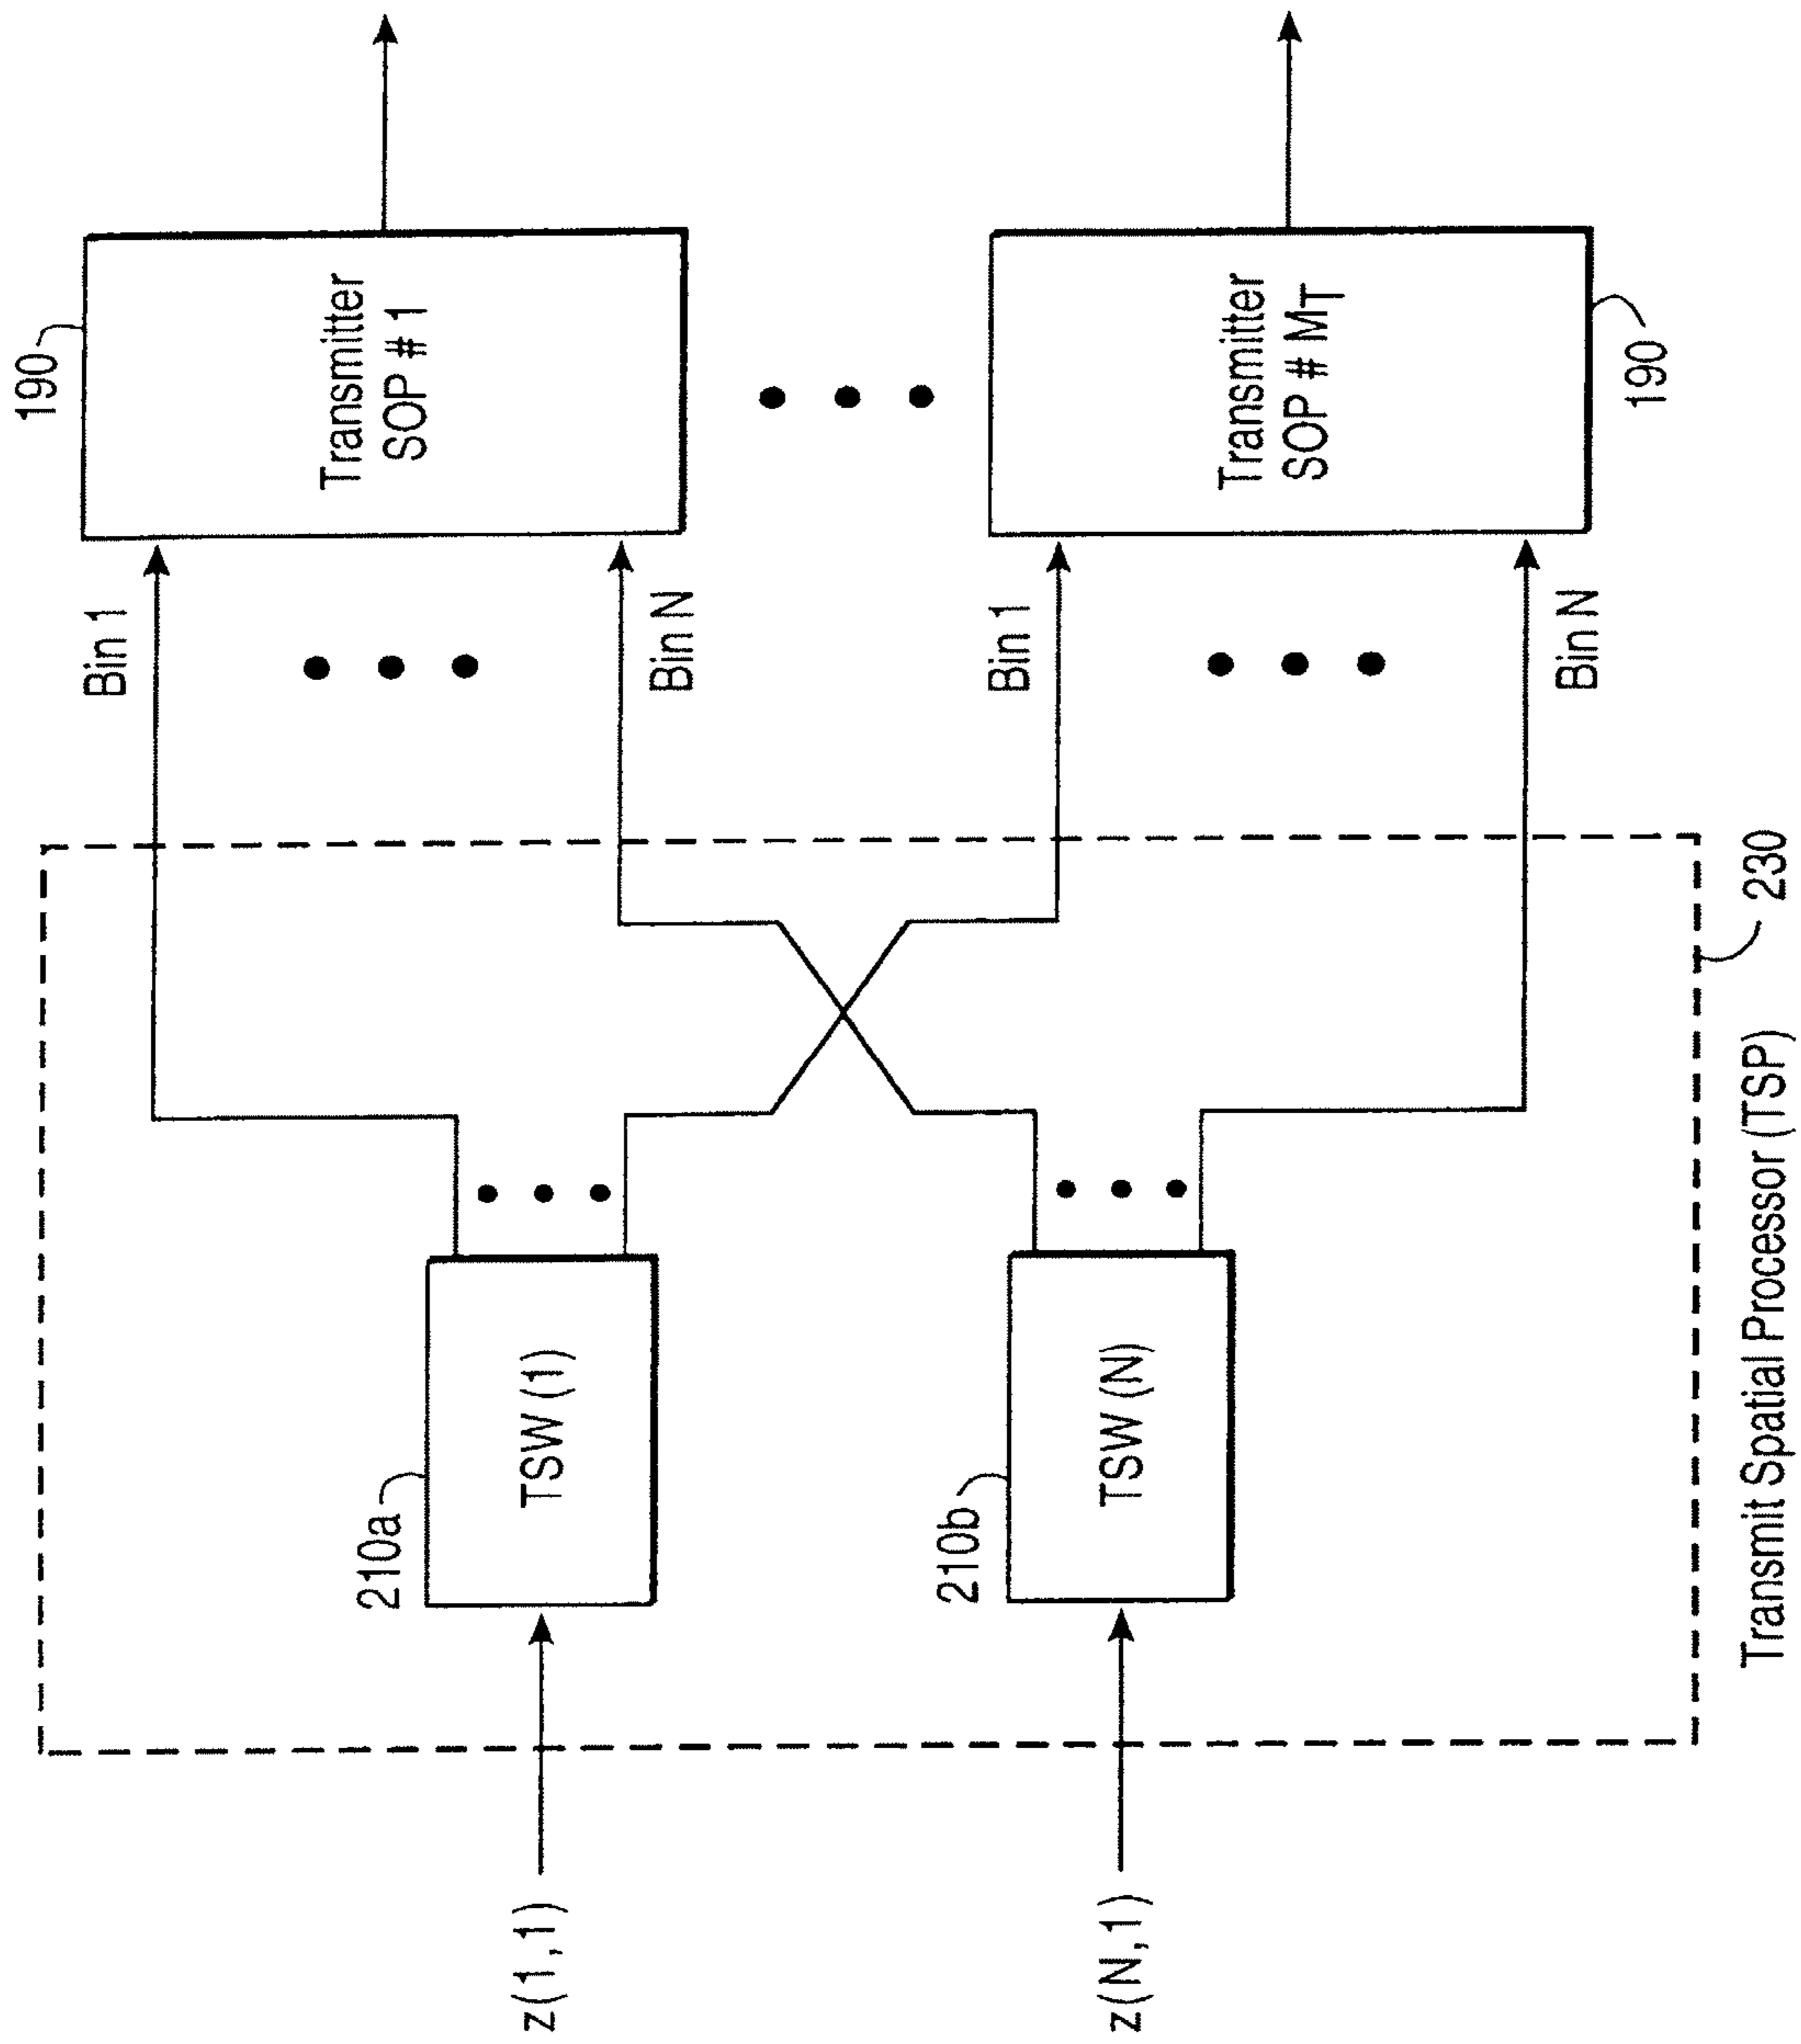 190
Transmitter
SOP # 1
Transmitter
SOP # MT
190
Bin 1
Bin N
Bin 1
Bin N
210a
TSW (1)
210b
TSW (N)
z(1,1)
z(N,1)
230
Transmit Spatial Processor (TSP)